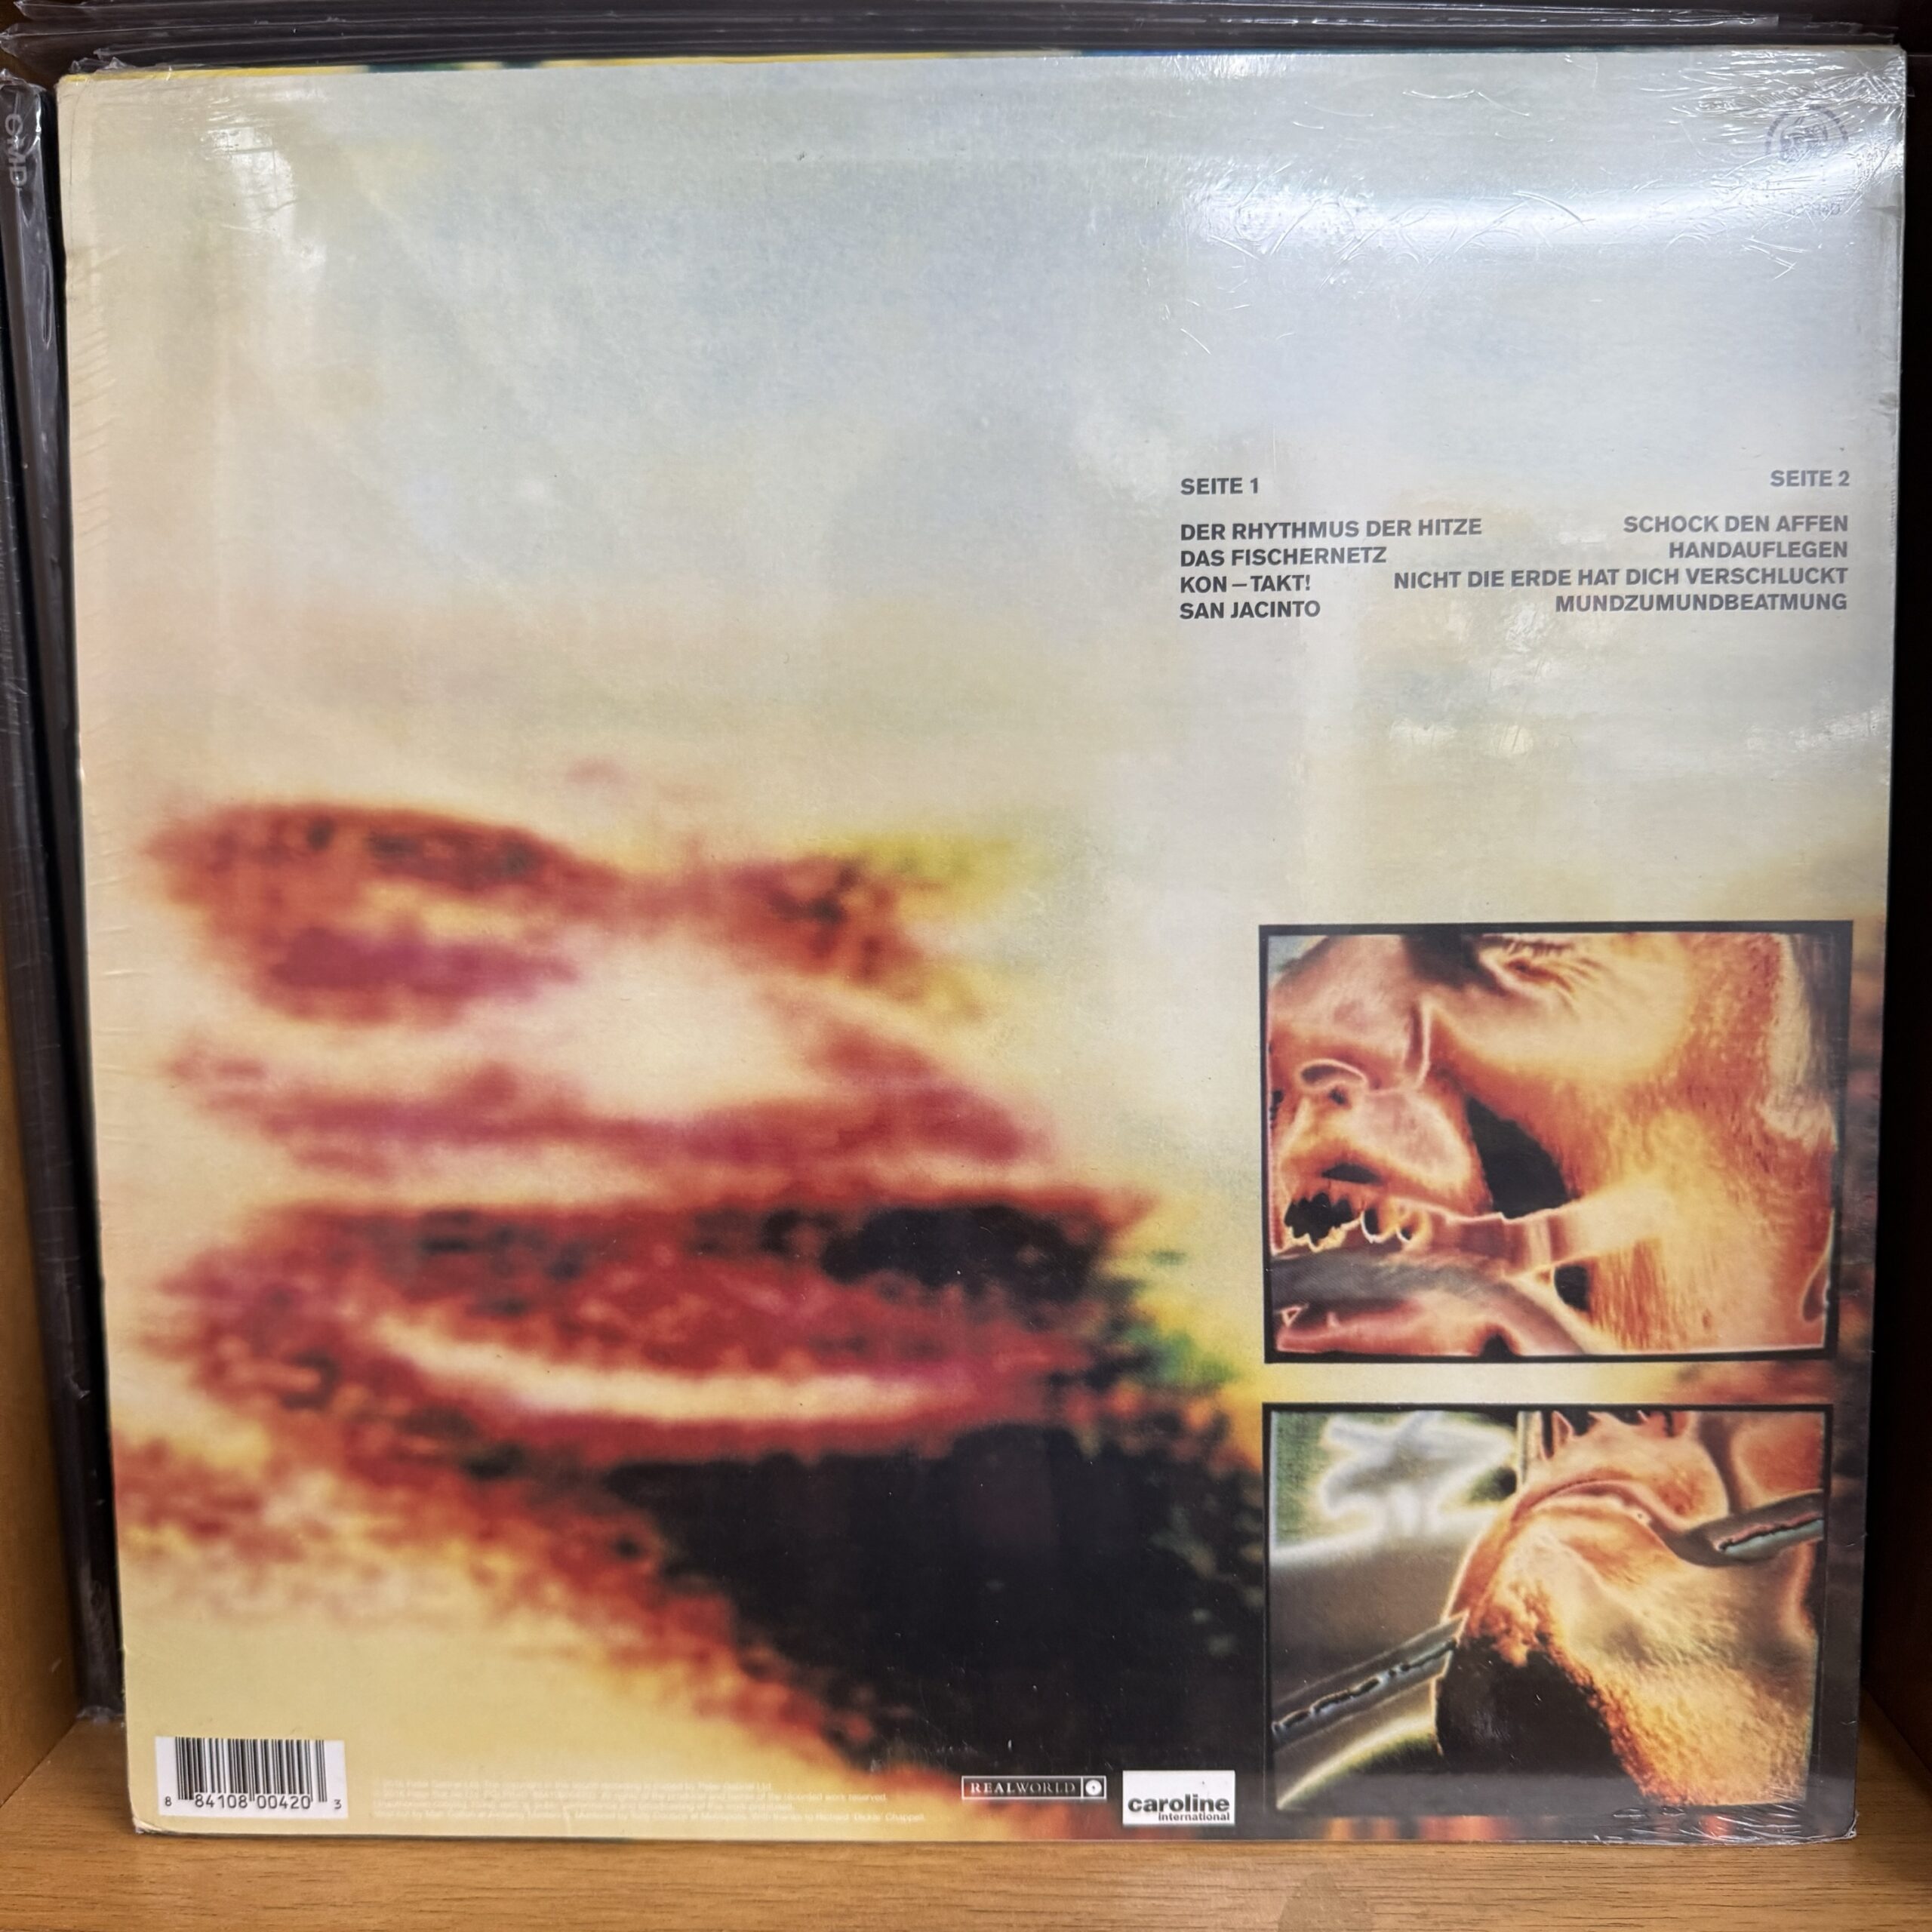 SEITE 1
DER RHYTHMUS DER HITZE
DAS FISCHERNETZ
KON – TAKT!
SAN JACINTO
SEITE 2
SCHOCK DEN AFFEN
HANDAUFLEGEN
NICHT DIE ERDE HAT DICH VERSCHLUCKT
MUNDZUMUNDBEATMUNG
8 84108 00420 3
REALWORLD
caroline
international